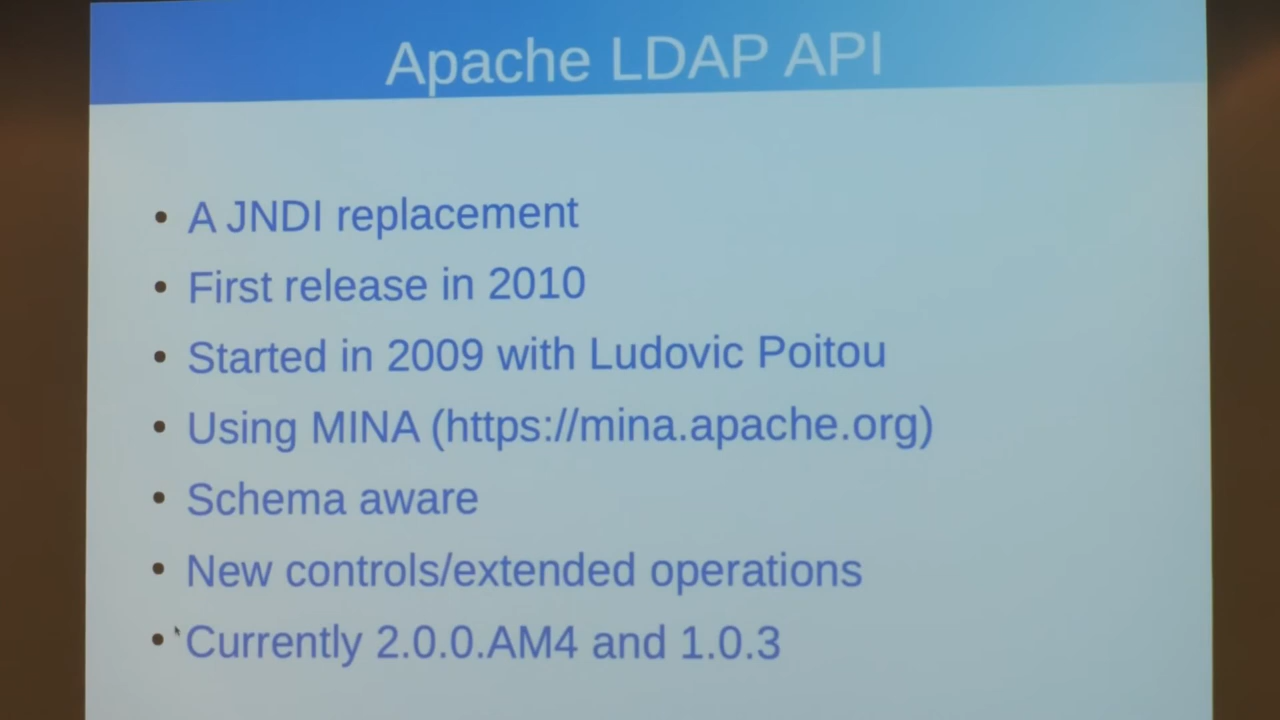 Apache LDAP API
• A JNDI replacement
• First release in 2010
• Started in 2009 with Ludovic Poitou
• Using MINA (https://mina.apache.org)
• Schema aware
• New controls/extended operations
• Currently 2.0.0.AM4 and 1.0.3